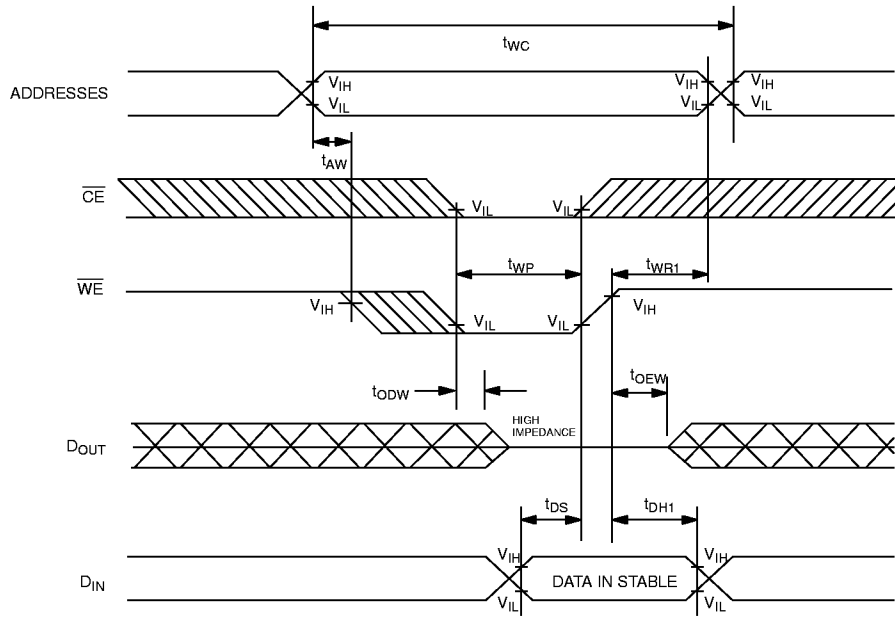 tWC
ADDRESSES
VIH
VIL
VIH
VIL
VIH
VIL
tAW
CE
VIL
VIL
tWP
tWR1
WE
VIH
VIL
VIL
VIH
tODW
tOEW
DOUT
HIGH
IMPEDANCE
tDS
tDH1
DIN
VIH
VIL
DATA IN STABLE
VIH
VIL